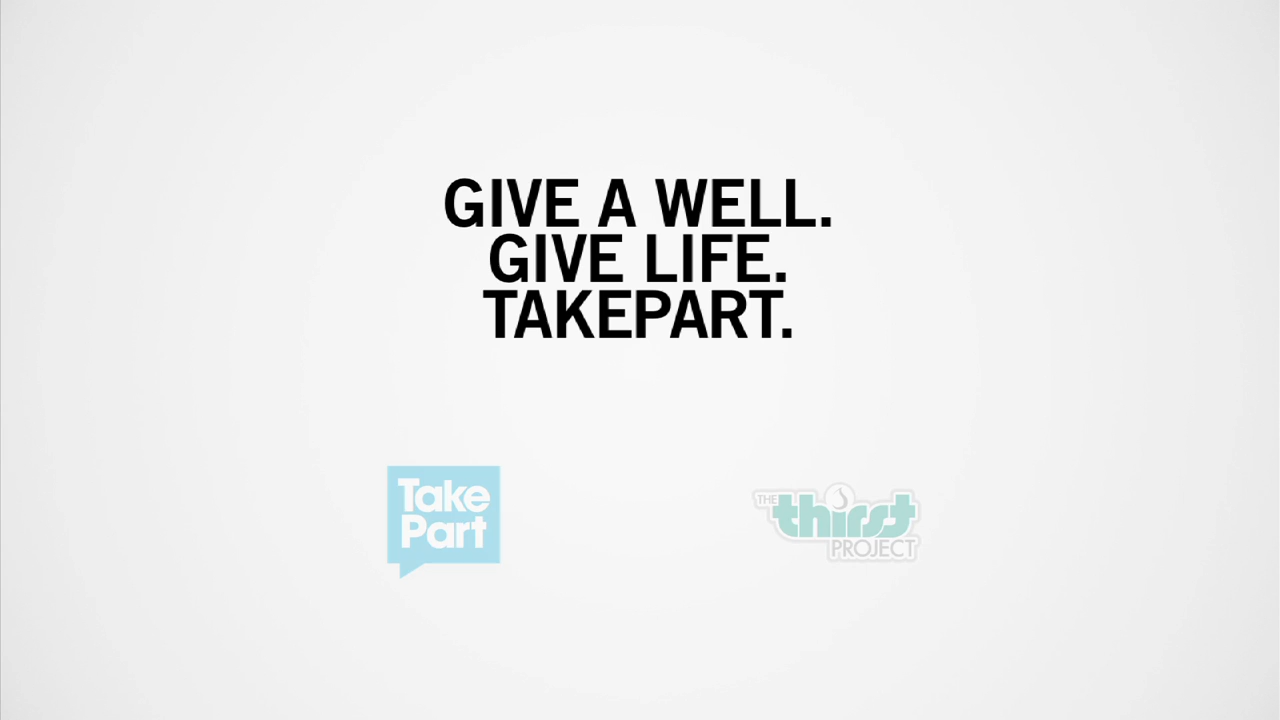 GIVE A WELL.
GIVE LIFE.
TAKEPART.
Take
Part
THE
thirst
PROJECT